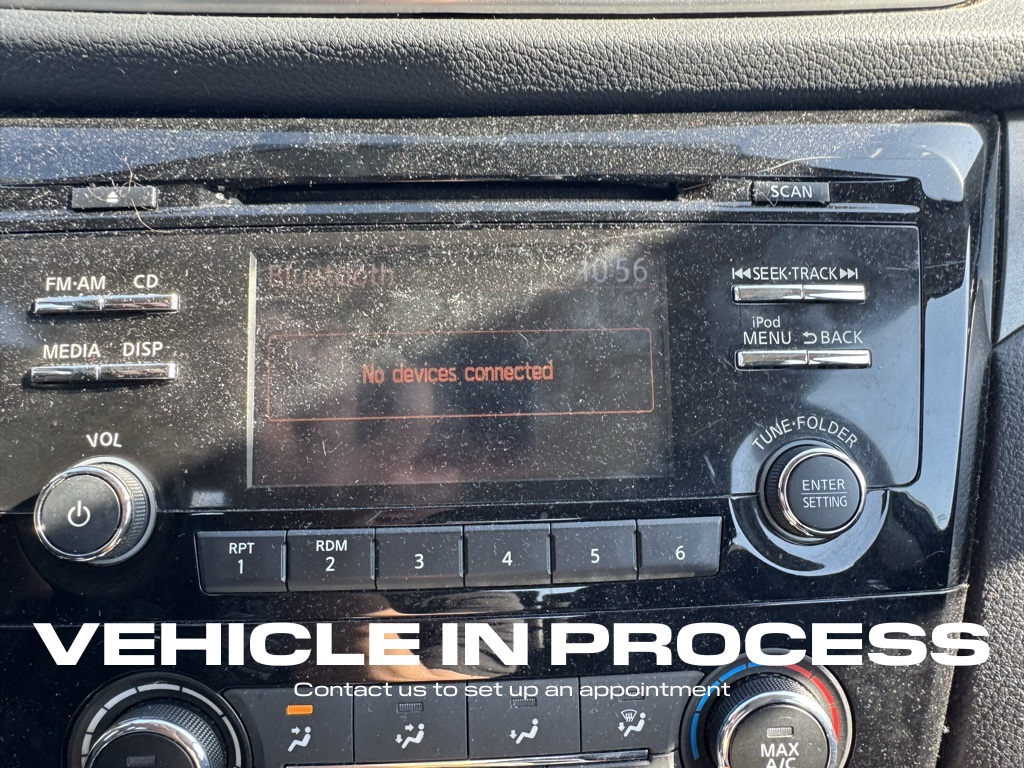 SCAN
Bluetooth 10:56
FM·AM CD
SEEK·TRACK
iPod
MENU BACK
MEDIA DISP
No devices connected
TUNE·FOLDER
VOL
ENTER
SETTING
RPT
1
RDM
2
3
4
5
6
VEHICLE IN PROCESS
Contact us to set up an appointment
MAX
A/C